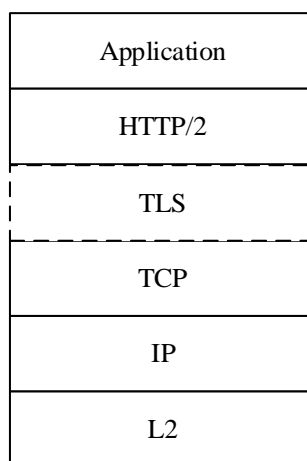 Application
HTTP/2
TLS
TCP
IP
L2